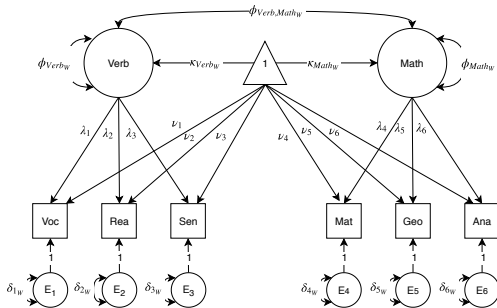 ϕVerb,MathW
ϕVerbW Verb κVerbW 1 κMathW Math ϕMathW
λ1 λ2 λ3 ν1 ν2 ν3 ν4 ν5 ν6 λ4 λ5 λ6
Voc Rea Sen Mat Geo Ana
1 1 1 1 1 1
δ1W E1 δ2W E2 δ3W E3 δ4W E4 δ5W E5 δ6W E6